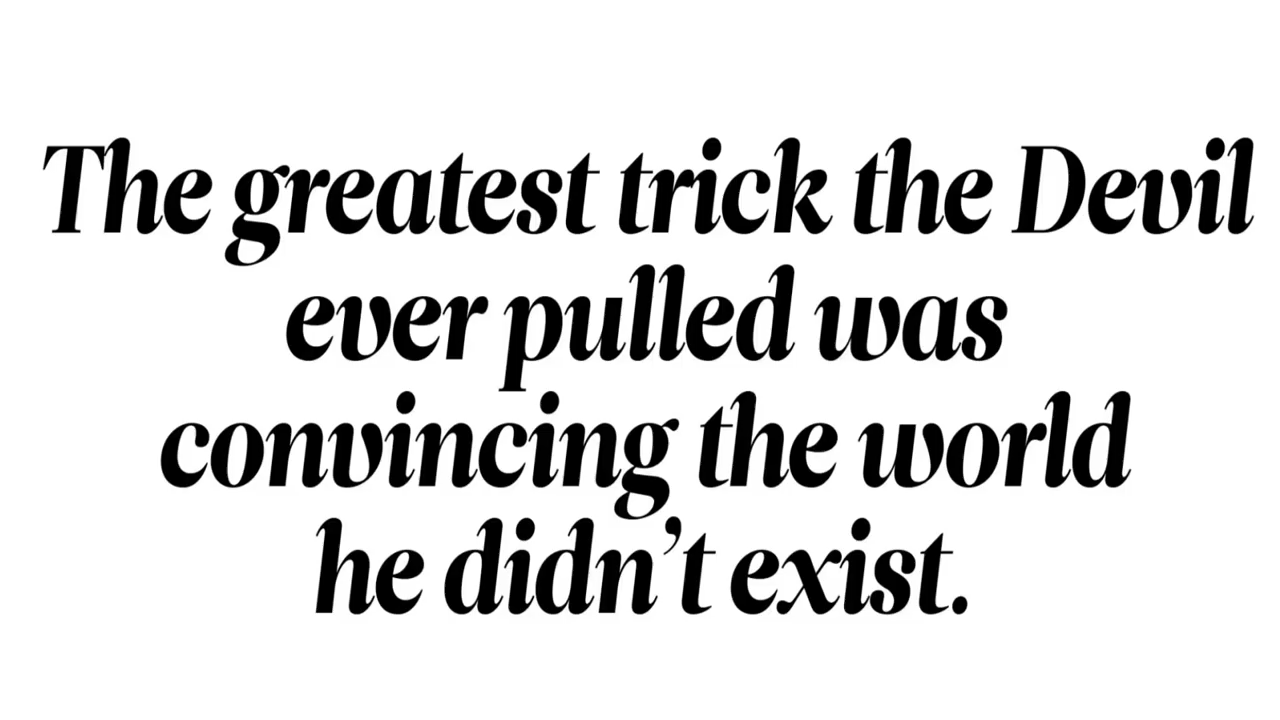 The greatest trick the Devil
ever pulled was
convincing the world
he didn’t exist.